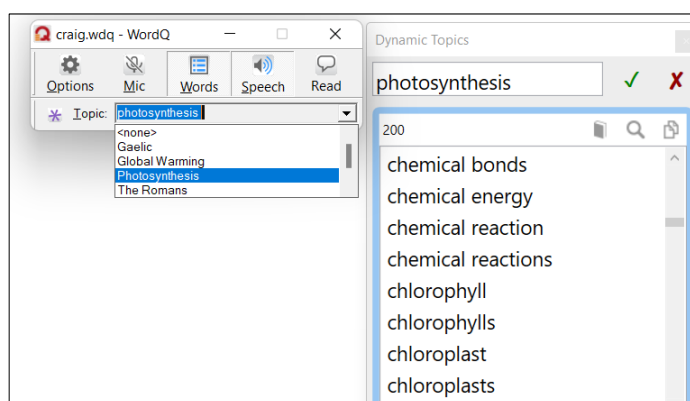 craig.wdq - WordQ
Options Mic Words Speech Read
Topic: photosynthesis
<none>
Gaelic
Global Warming
Photosynthesis
The Romans
Dynamic Topics
photosynthesis
200
chemical bonds
chemical energy
chemical reaction
chemical reactions
chlorophyll
chlorophylls
chloroplast
chloroplasts